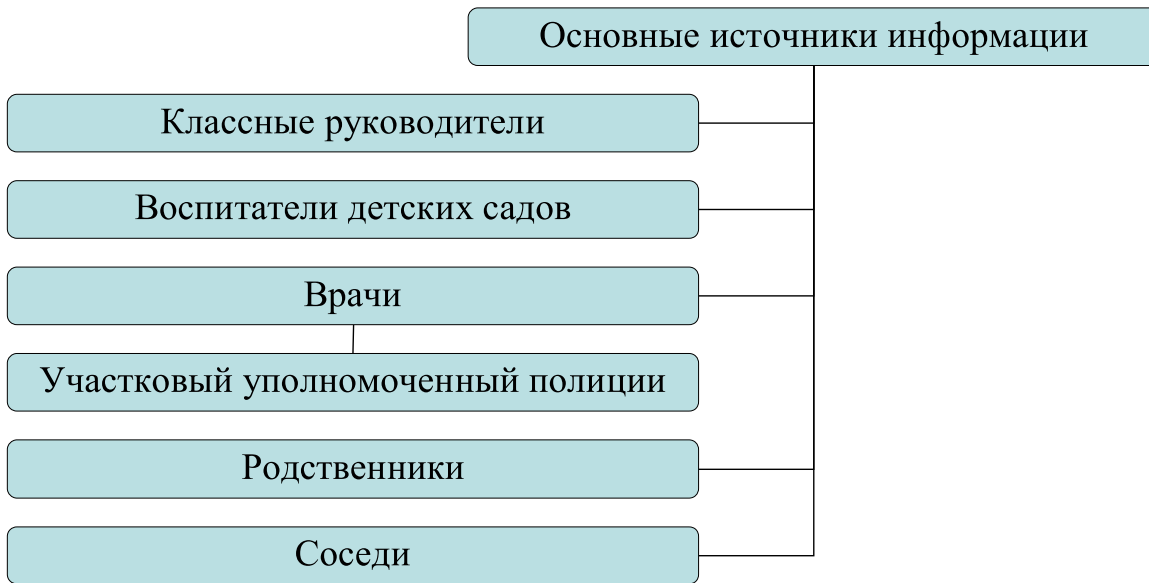 Основные источники информации
Классные руководители
Воспитатели детских садов
Врачи
Участковый уполномоченный полиции
Родственники
Соседи